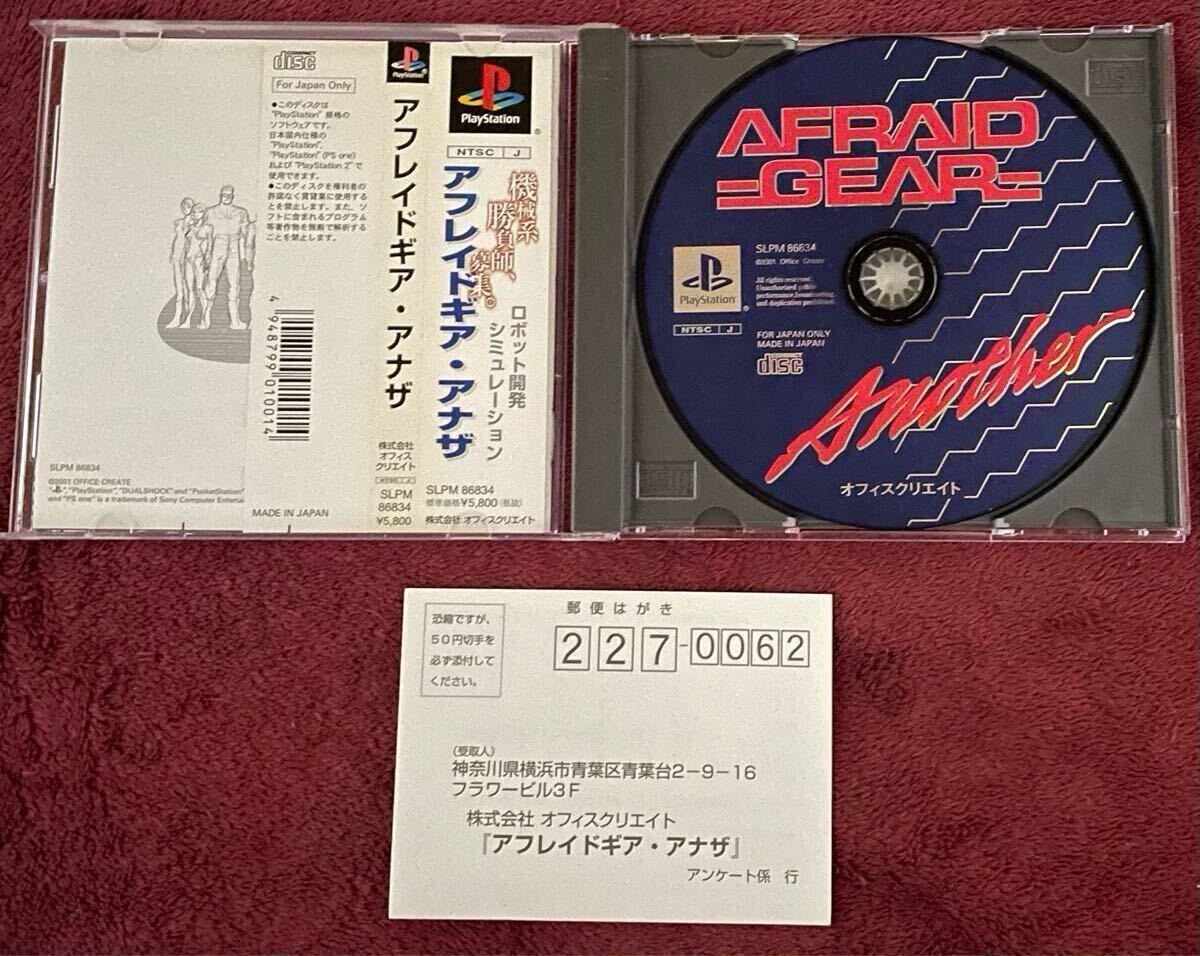 COMPACT
disc
For Japan Only
●このディスクは
"PlayStation" 規格の
ソフトウェアです。
日本国内仕様の
"PlayStation",
"PlayStation" (PS one)
および "PlayStation 2" で
使用できます。
●このディスクを権利者の
許諾なく賃貸業に使用する
とを禁止します。また、ソ
フトに含まれるプログラム
等著作物を無断で解析する
ことを禁止します。
4 948799 010014
SLPM 86834
©2001 OFFICE CREATE
"PlayStation", "DUALSHOCK" and "PocketStation"
and "PS one" is a trademark of Sony Computer Enterta
MADE IN JAPAN
PlayStation
アフレイドギア・アナザ
株式会社
オフィス
クリエイト
NTSC J
SLPM
86834
¥5,800
PlayStation
®
NTSC J
機械系
勝負師、
募集。
アフレイドギア・アナザ
ロボット開発
シミュレーション
SLPM 86834
標準価格¥5,800(税抜)
株式会社 オフィスクリエイト
AFRAID
GEAR
PlayStation
®
NTSC J
SLPM 86834
©2001 Office Create
All rights reserved.
Unauthorized public
performance,broadcasting,
and duplication prohibited.
FOR JAPAN ONLY
MADE IN JAPAN
COMPACT
disc
Another
オフィスクリエイト
郵便はがき
恐縮ですが、
50円切手を
必ず添付して
ください。
227-0062
(受取人)
神奈川県横浜市青葉区青葉台2-9-16
フラワービル3F
株式会社 オフィスクリエイト
『アフレイドギア・アナザ』
アンケート係 行